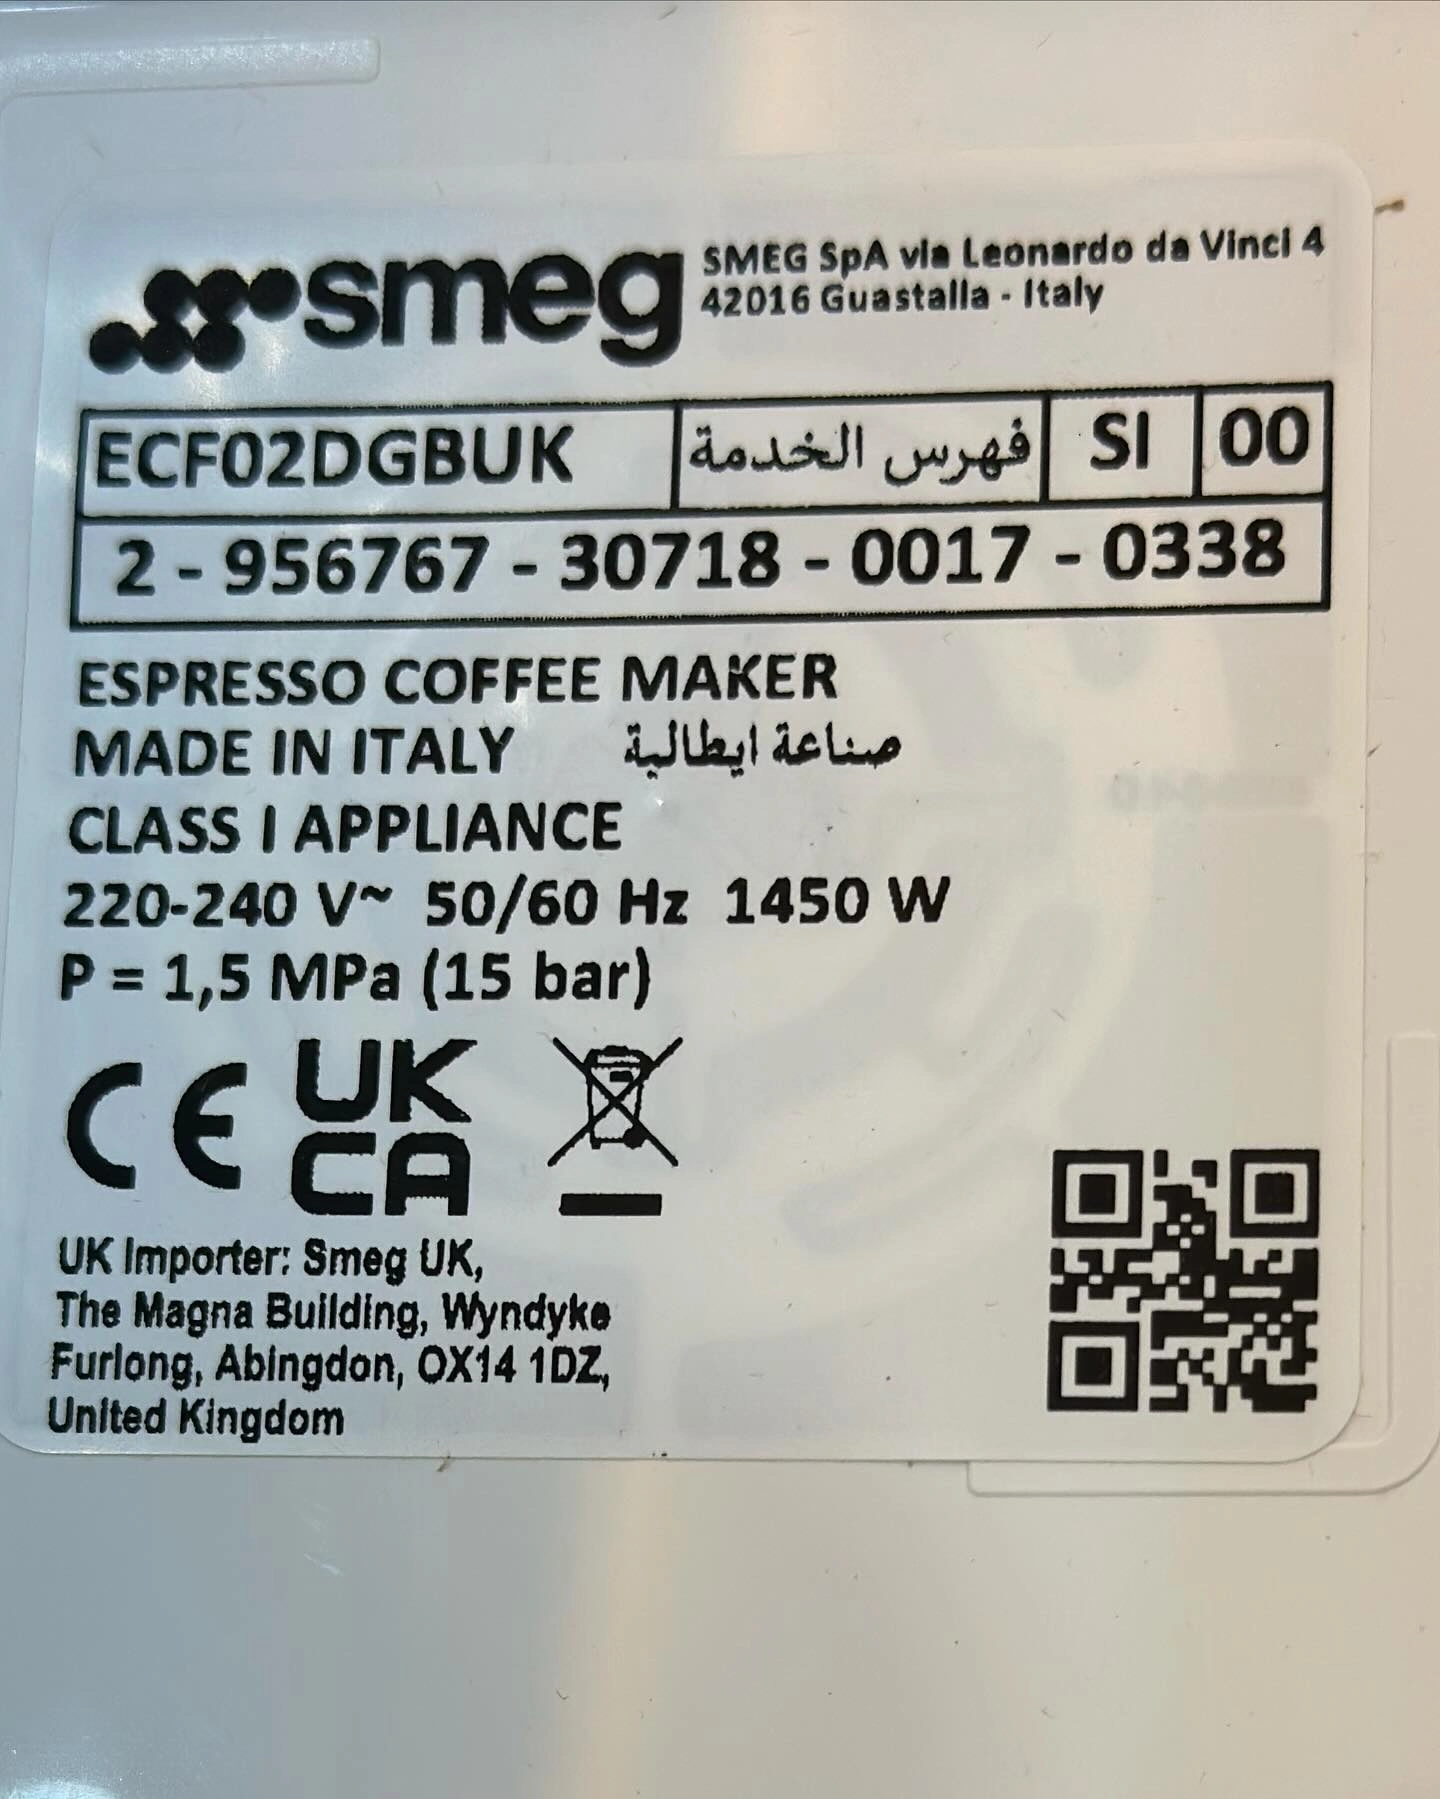 smeg
SMEG SpA via Leonardo da Vinci 4
42016 Guastalla - Italy
ECF02DGBUK فهرس الخدمة SI 00
2 - 956767 - 30718 - 0017 - 0338
ESPRESSO COFFEE MAKER
MADE IN ITALY صناعة ايطالية
CLASS I APPLIANCE
220-240 V~ 50/60 Hz 1450 W
P = 1,5 MPa (15 bar)
CE UK
CA
UK Importer: Smeg UK,
The Magna Building, Wyndyke
Furlong, Abingdon, OX14 1DZ,
United Kingdom